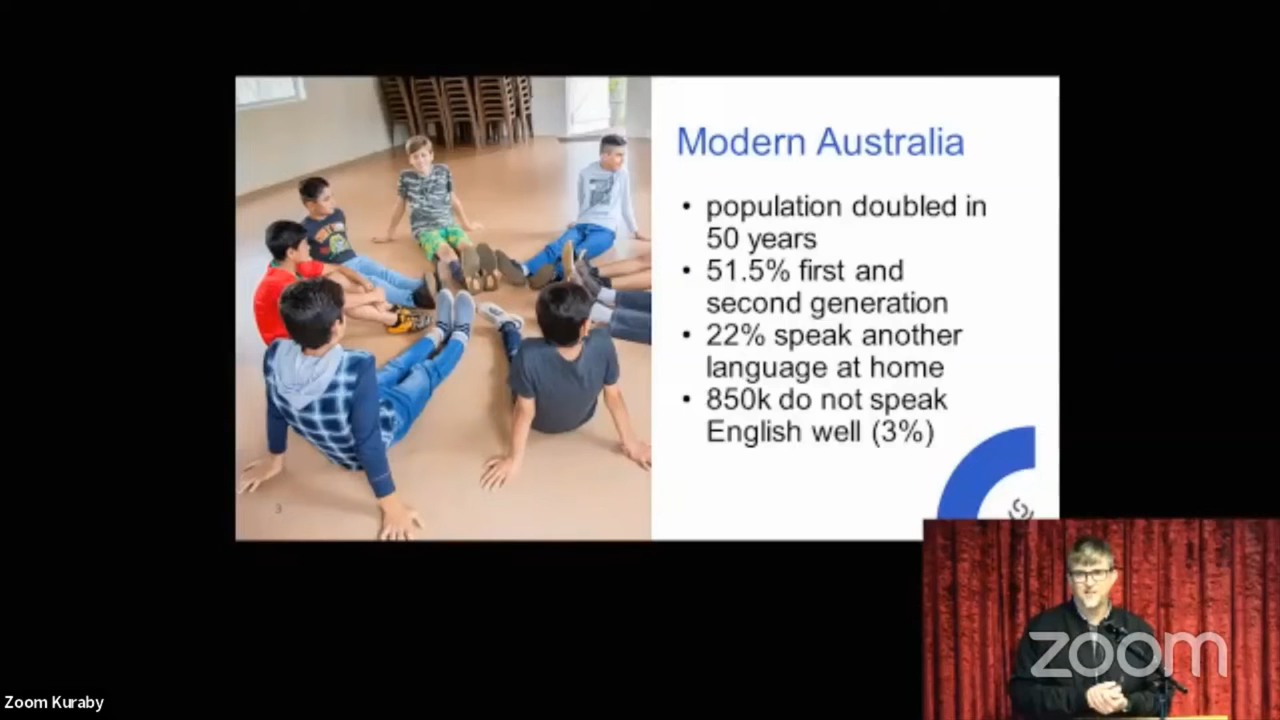 Modern Australia
• population doubled in
50 years
• 51.5% first and
second generation
• 22% speak another
language at home
• 850k do not speak
English well (3%)
3
zoom
Zoom Kuraby